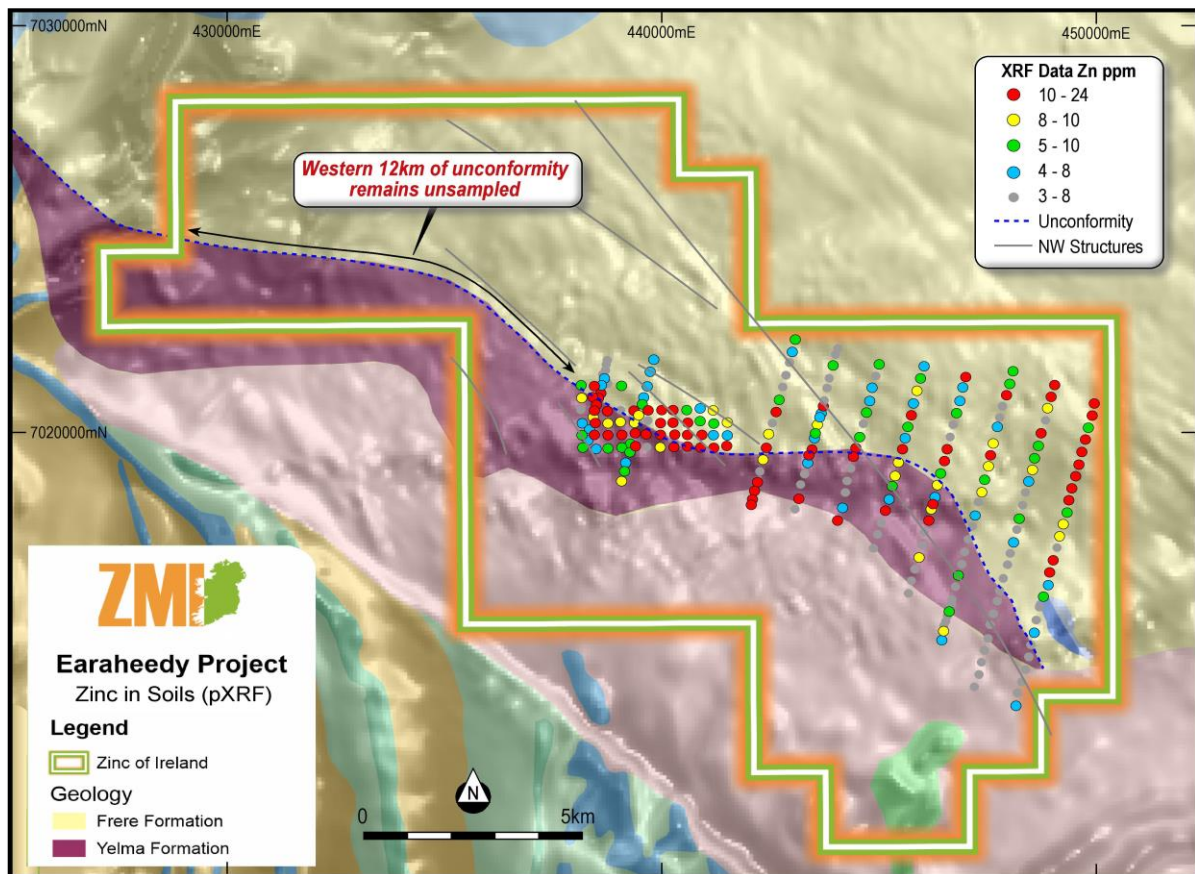 7030000mN
430000mE
440000mE
450000mE
XRF Data Zn ppm
10 - 24
8 - 10
5 - 10
4 - 8
3 - 8
Unconformity
NW Structures
Western 12km of unconformity
remains unsampled
7020000mN
ZMI
Earaheedy Project
Zinc in Soils (pXRF)
Legend
Zinc of Ireland
Geology
Frere Formation
Yelma Formation
N
0
5km